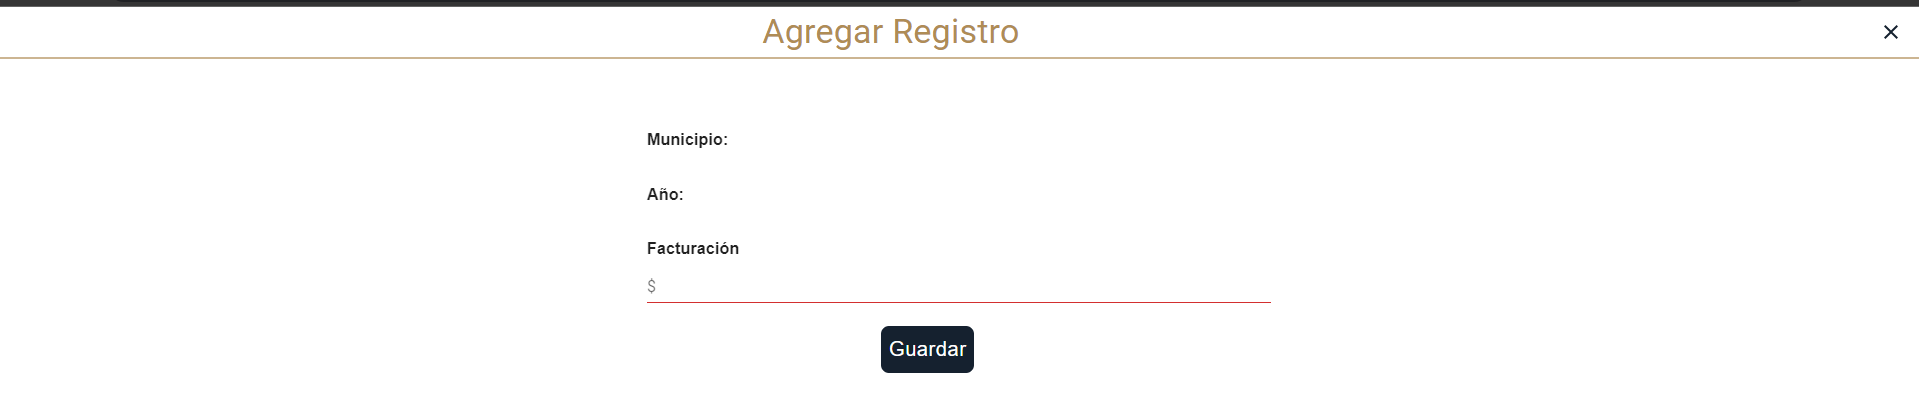 Agregar Registro
Municipio:
Año:
Facturación
$
Guardar